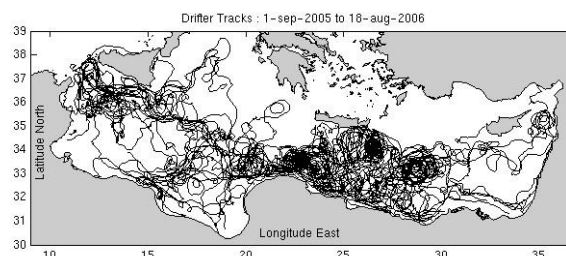 Drifter Tracks : 1-sep-2005 to 18-aug-2006
39
38
37
36
35
34
33
32
31
30
Latitude North
Longitude East
10 15 20 25 30 35